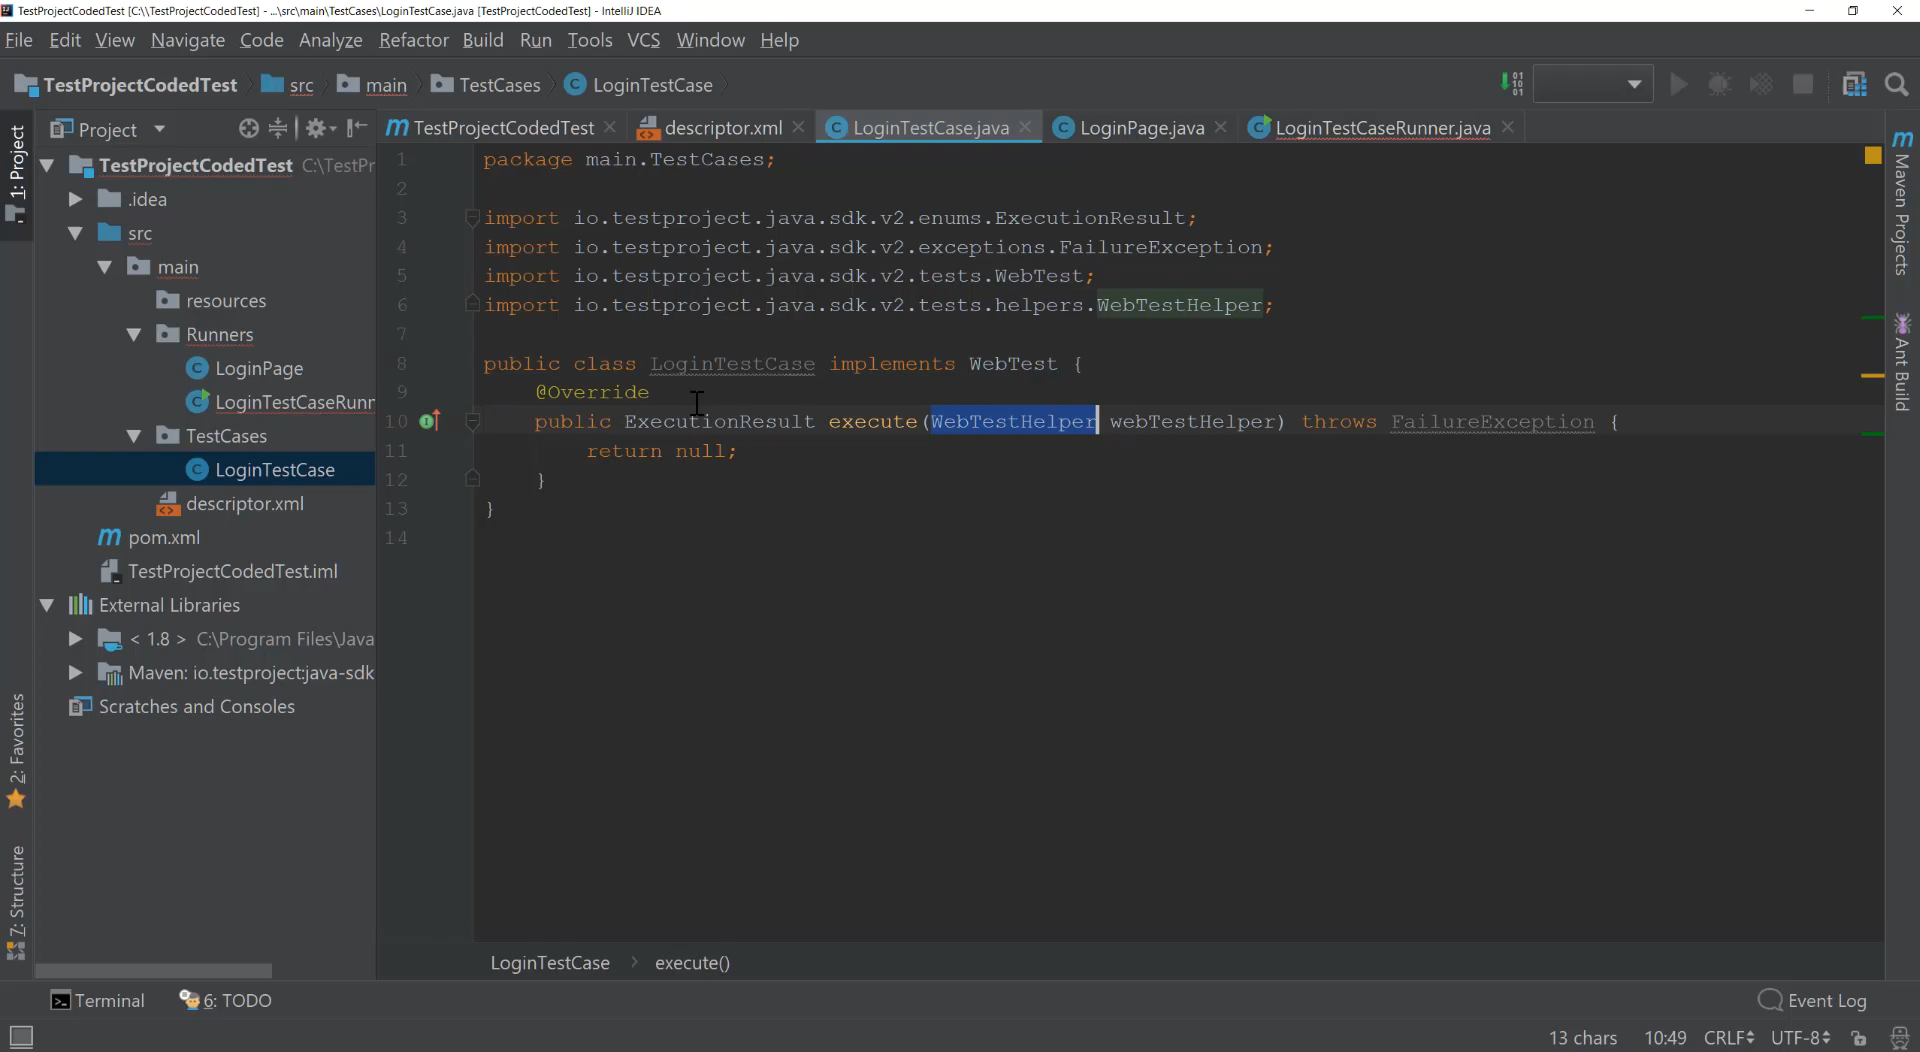 TestProjectCodedTest [C:\\TestProjectCodedTest] - ...\src\main\TestCases\LoginTestCase.java [TestProjectCodedTest] - IntelliJ IDEA
File Edit View Navigate Code Analyze Refactor Build Run Tools VCS Window Help
TestProjectCodedTest src main TestCases LoginTestCase
Project
TestProjectCodedTest descriptor.xml LoginTestCase.java LoginPage.java LoginTestCaseRunner.java
1: Project
2: Favorites
7: Structure
TestProjectCodedTest C:\TestPr
.idea
src
main
resources
Runners
LoginPage
LoginTestCaseRunn
TestCases
LoginTestCase
descriptor.xml
pom.xml
TestProjectCodedTest.iml
External Libraries
< 1.8 > C:\Program Files\Java
Maven: io.testproject:java-sdk
Scratches and Consoles
1 package main.TestCases;
2
3 import io.testproject.java.sdk.v2.enums.ExecutionResult;
4 import io.testproject.java.sdk.v2.exceptions.FailureException;
5 import io.testproject.java.sdk.v2.tests.WebTest;
6 import io.testproject.java.sdk.v2.tests.helpers.WebTestHelper;
7
8 public class LoginTestCase implements WebTest {
9 @Override
10 public ExecutionResult execute(WebTestHelper webTestHelper) throws FailureException {
11 return null;
12 }
13 }
14
Maven Projects
Ant Build
LoginTestCase execute()
Terminal 6: TODO Event Log
13 chars 10:49 CRLF UTF-8